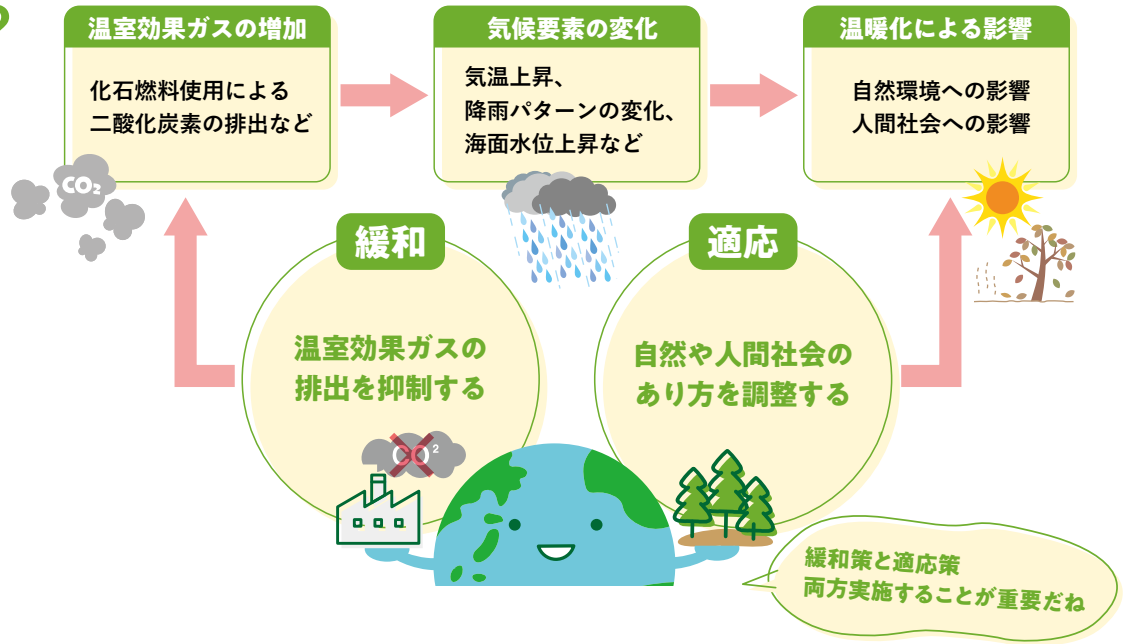 温室効果ガスの増加
化石燃料使用による
二酸化炭素の排出など
気候要素の変化
気温上昇、
降雨パターンの変化、
海面水位上昇など
温暖化による影響
自然環境への影響
人間社会への影響
CO₂
緩和
温室効果ガスの
排出を抑制する
CO²
適応
自然や人間社会の
あり方を調整する
緩和策と適応策
両方実施することが重要だね